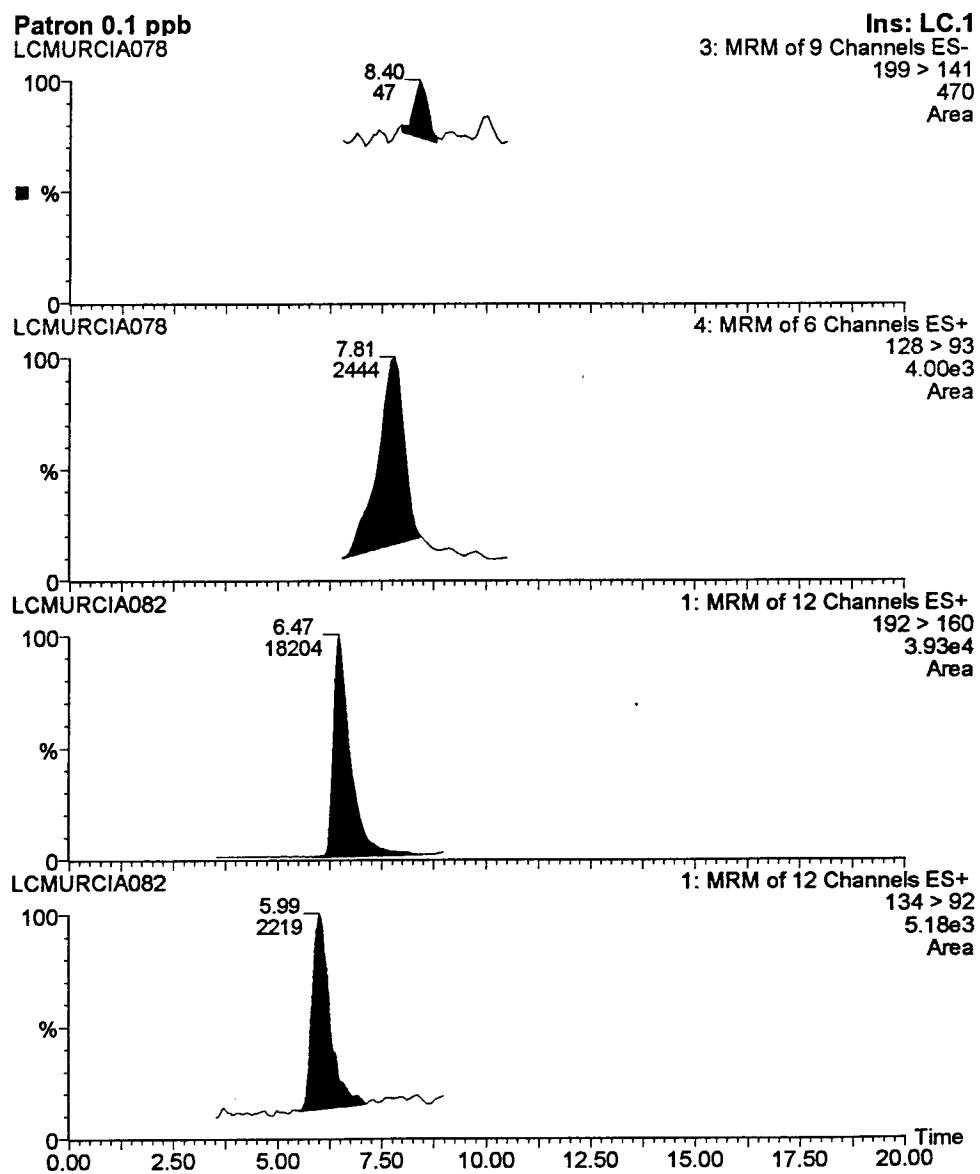 Patron 0.1 ppb Ins: LC.1
LCMURCIA078 3: MRM of 9 Channels ES-
199 > 141
470
Area
8.40
47
100
%
0
LCMURCIA078 4: MRM of 6 Channels ES+
128 > 93
4.00e3
Area
7.81
2444
100
%
0
LCMURCIA082 1: MRM of 12 Channels ES+
192 > 160
3.93e4
Area
6.47
18204
100
%
0
LCMURCIA082 1: MRM of 12 Channels ES+
134 > 92
5.18e3
Area
5.99
2219
100
%
0
Time
0.00 2.50 5.00 7.50 10.00 12.50 15.00 17.50 20.00